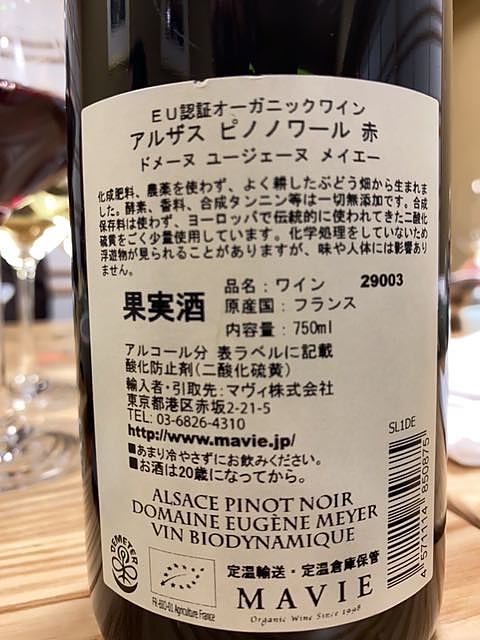 EU認証オーガニックワイン
アルザス ピノノワール 赤
ドメーヌ ユージェーヌ メイエー
化成肥料、農薬を使わず、よく耕したぶどう畑から生まれま
した。酵素、香料、合成タンニン等は一切無添加です。合成
保存料は使わず、ヨーロッパで伝統的に使われてきた二酸化
硫黄をごく少量使用しています。化学処理をしていないため
浮遊物が見られることがありますが、味や人体には影響あり
ません。
果実酒
品名:ワイン 29003
原産国:フランス
内容量:750ml
アルコール分 表ラベルに記載
酸化防止剤(二酸化硫黄)
輸入者・引取先:マヴィ株式会社
東京都港区赤坂2-21-5
TEL: 03-6826-4310
http://www.mavie.jp/
■あまり冷やさずにお飲みください。
■お酒は20歳になってから。
SL1DE
4 571114 850875
ALSACE PINOT NOIR
DOMAINE EUGÈNE MEYER
VIN BIODYNAMIQUE
DEMETER
FR-BIO-01 Agriculture France
定温輸送・定温倉庫保管
MAVIE
Organic Wine Since 1998